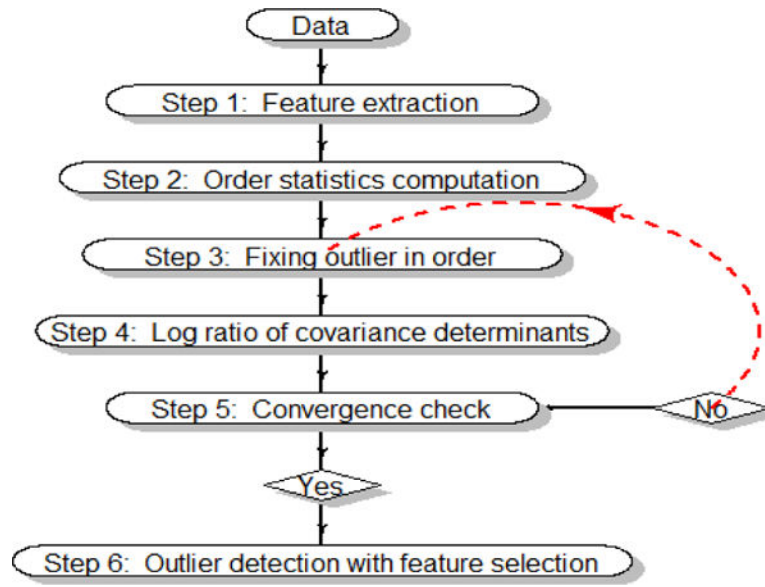 Data
Step 1: Feature extraction
Step 2: Order statistics computation
Step 3: Fixing outlier in order
Step 4: Log ratio of covariance determinants
Step 5: Convergence check
No
Yes
Step 6: Outlier detection with feature selection